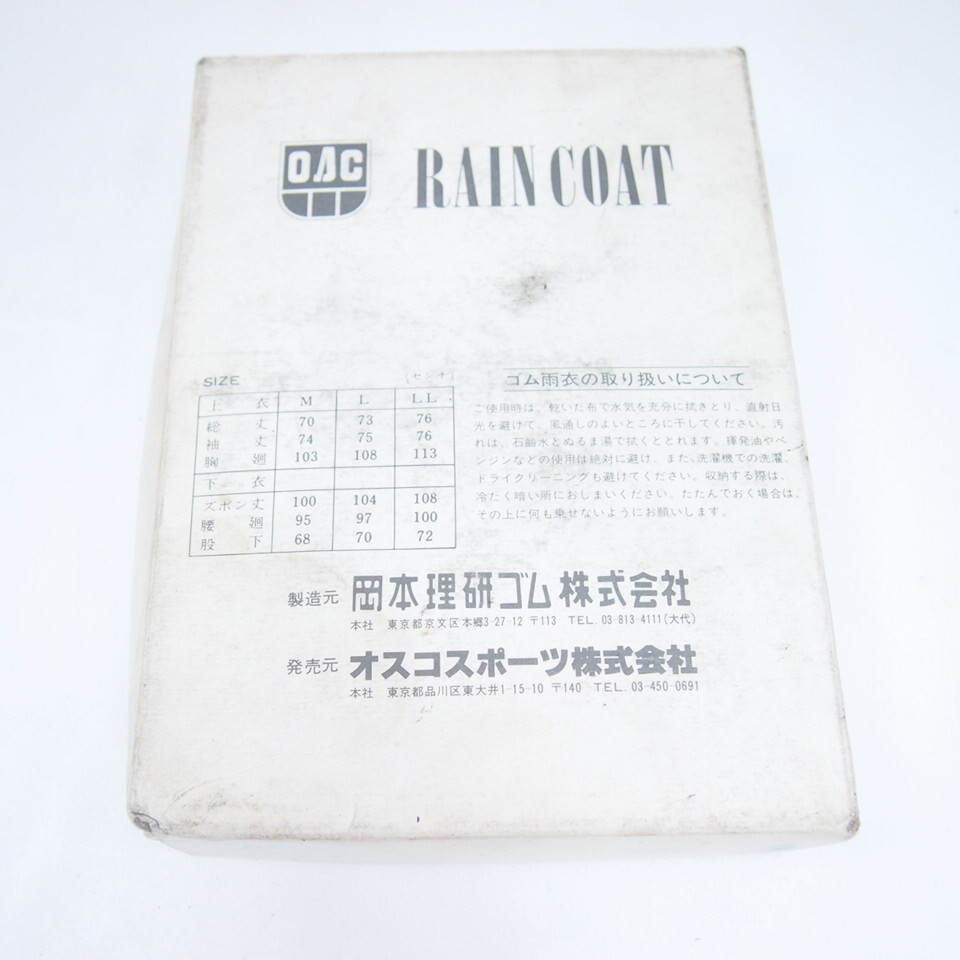 OAC RAIN COAT
SIZE (センチ)
上衣 M L LL
総丈 70 73 76
袖丈 74 75 76
胸廻 103 108 113
下衣
ズボン丈 100 104 108
腰廻 95 97 100
股下 68 70 72
ゴム雨衣の取り扱いについて
ご使用時は、乾いた布で水気を充分に拭きとり、直射日
光を避けて、風通しのよいところに干してください。汚
れは、石鹼水とぬるま湯で拭くととれます。揮発油やベ
ンジンなどの使用は絶対に避け、また、洗濯機での洗濯、
ドライクリーニングも避けてください。収納する際は、
冷たく暗い所におしまいください。たたんでおく場合は、
その上に何も乗せないようにお願いします。
製造元 岡本理研ゴム株式会社
本社 東京都京文区本郷3-27-12 〒113 TEL. 03-813-4111(大代)
発売元 オスコスポーツ株式会社
本社 東京都品川区東大井1-15-10 〒140 TEL. 03-450-0691